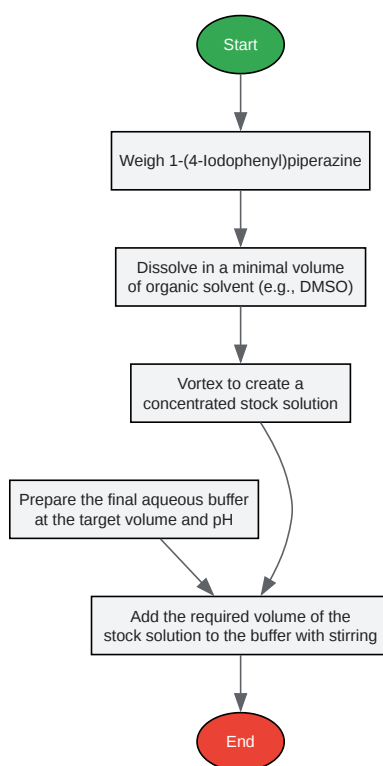 Start
Weigh 1-(4-Iodophenyl)piperazine
Dissolve in a minimal volume
of organic solvent (e.g., DMSO)
Vortex to create a
concentrated stock solution
Prepare the final aqueous buffer
at the target volume and pH
Add the required volume of the
stock solution to the buffer with stirring
End